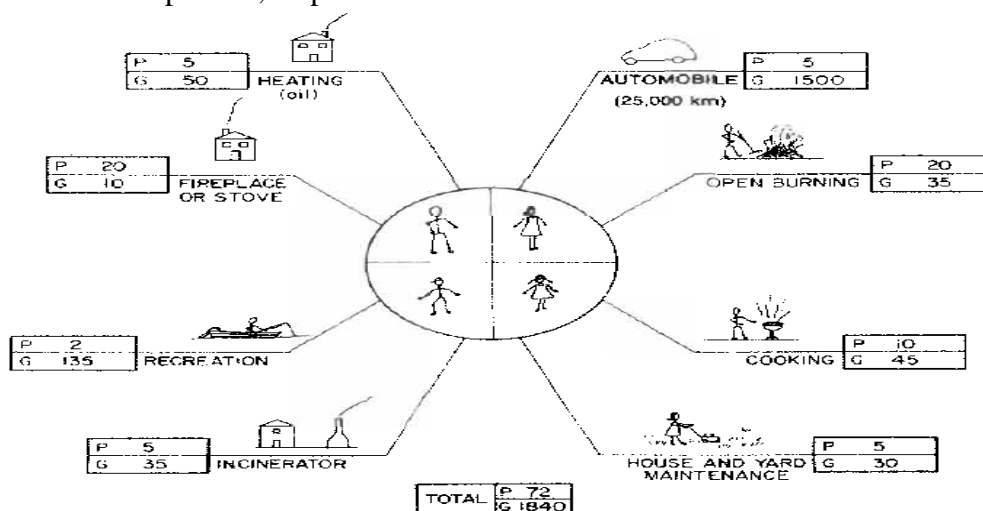 P 5
G 50
HEATING
(oil)
P 5
G 1500
AUTOMOBILE
(25,000 km)
P 20
G 10
FIREPLACE
OR STOVE
P 20
G 35
OPEN BURNING
P 2
G 135
RECREATION
P 10
G 45
COOKING
P 5
G 35
INCINERATOR
P 5
G 30
HOUSE AND YARD
MAINTENANCE
TOTAL
P 72
G 1840